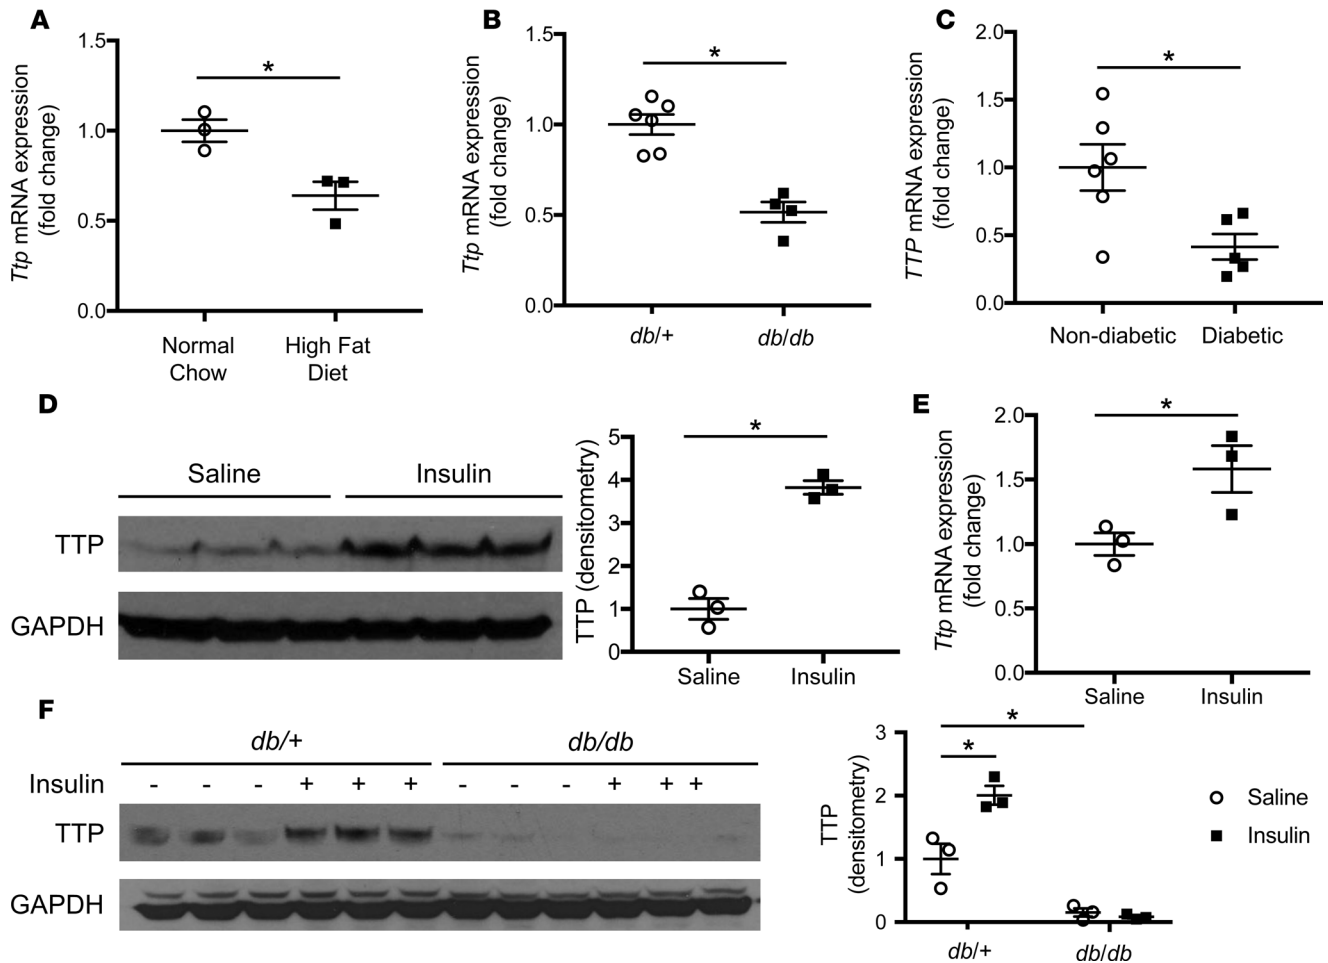 A
Ttp mRNA expression
(fold change)
1.5
1.0
0.5
0.0
*
Normal
Chow
High Fat
Diet
B
Ttp mRNA expression
(fold change)
1.5
1.0
0.5
0.0
*
db/+
db/db
C
TTP mRNA expression
(fold change)
2.0
1.5
1.0
0.5
0.0
*
Non-diabetic
Diabetic
D
Saline
Insulin
TTP
GAPDH
TTP (densitometry)
5
4
3
2
1
0
*
Saline
Insulin
E
Ttp mRNA expression
(fold change)
2.0
1.5
1.0
0.5
0.0
*
Saline
Insulin
F
db/+
db/db
Insulin - - - + + + - - - + + +
TTP
GAPDH
TTP
(densitometry)
3
2
1
0
*
*
db/+
db/db
Saline
Insulin